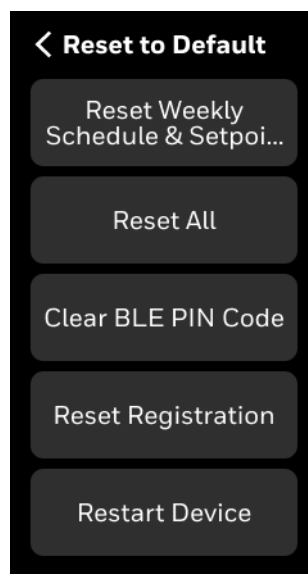 Reset to Default
Reset Weekly
Schedule & Setpoi...
Reset All
Clear BLE PIN Code
Reset Registration
Restart Device